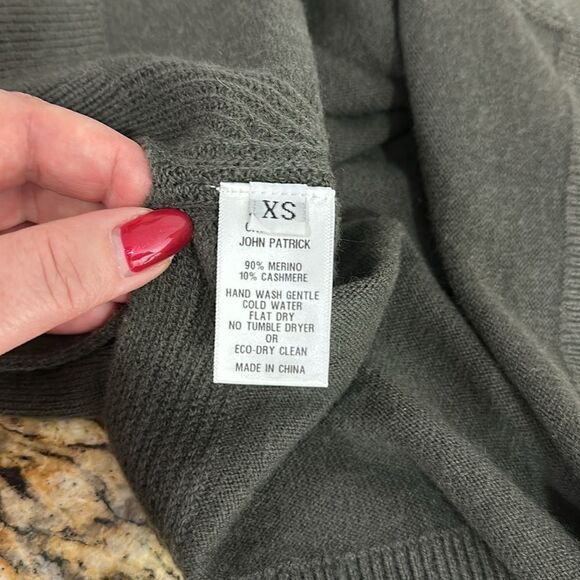 XS
JOHN PATRICK
90% MERINO
10% CASHMERE
HAND WASH GENTLE
COLD WATER
FLAT DRY
NO TUMBLE DRYER
OR
ECO-DRY CLEAN
MADE IN CHINA